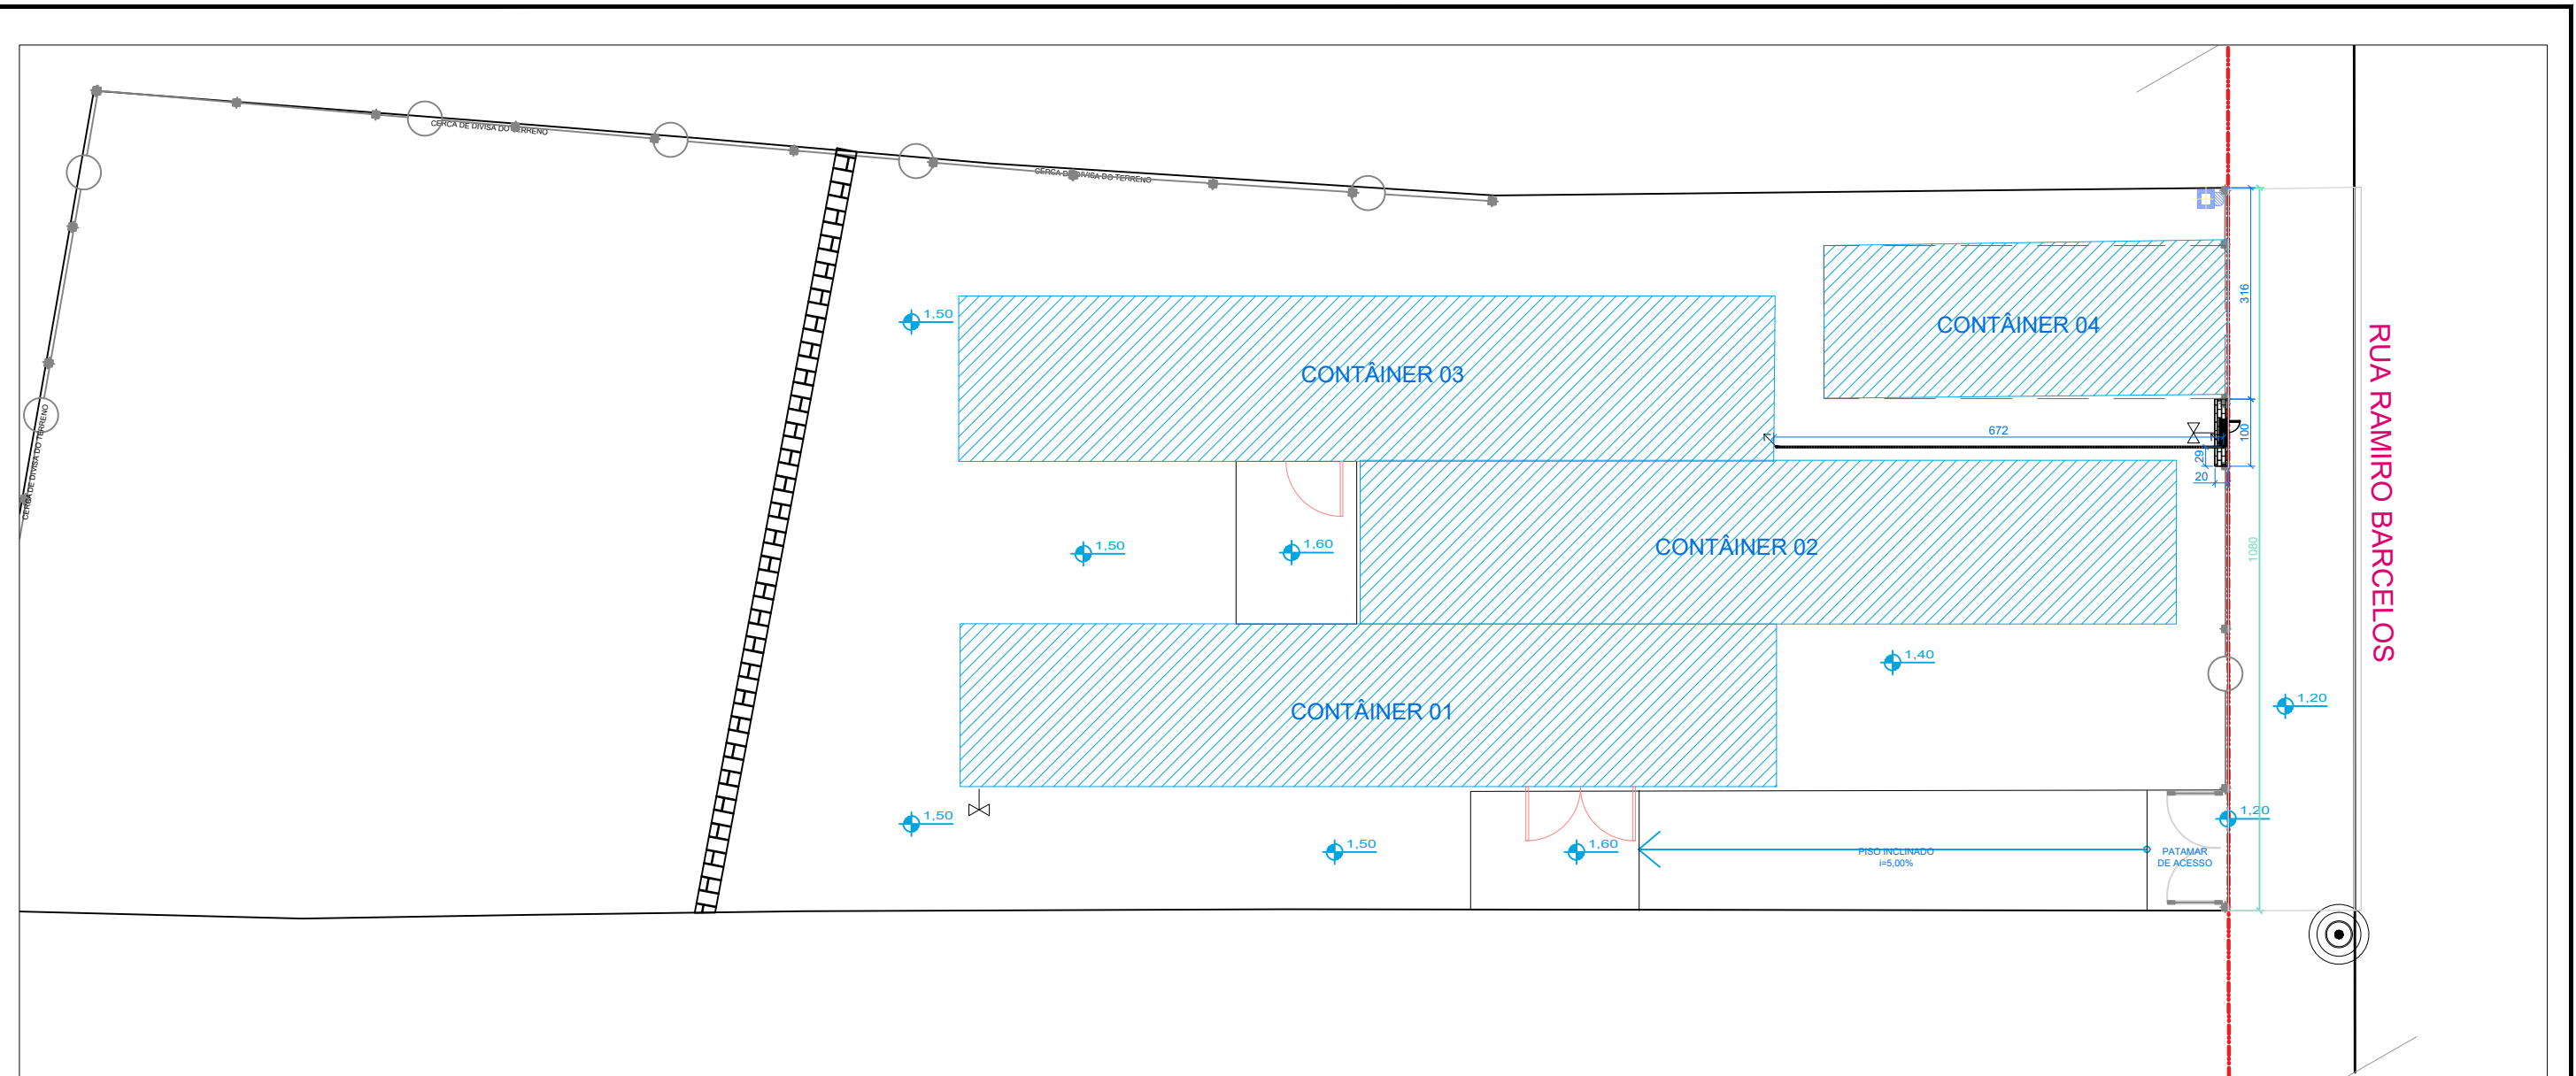 CERCA DE DIVISA DO TERRENO
CERCA DE DIVISA DO TERRENO
CERCA DE DIVISA DO TERRENO
1,50
CONTÂINER 03
CONTÂINER 04
316
RUA RAMIRO BARCELOS
672
100
29
20
1,50
1,60
CONTÂINER 02
1080
1,40
CONTÂINER 01
1,20
1,50
1,50
1,60
PISO INCLINADO
i=5,00%
PATAMAR
DE ACESSO
1,20